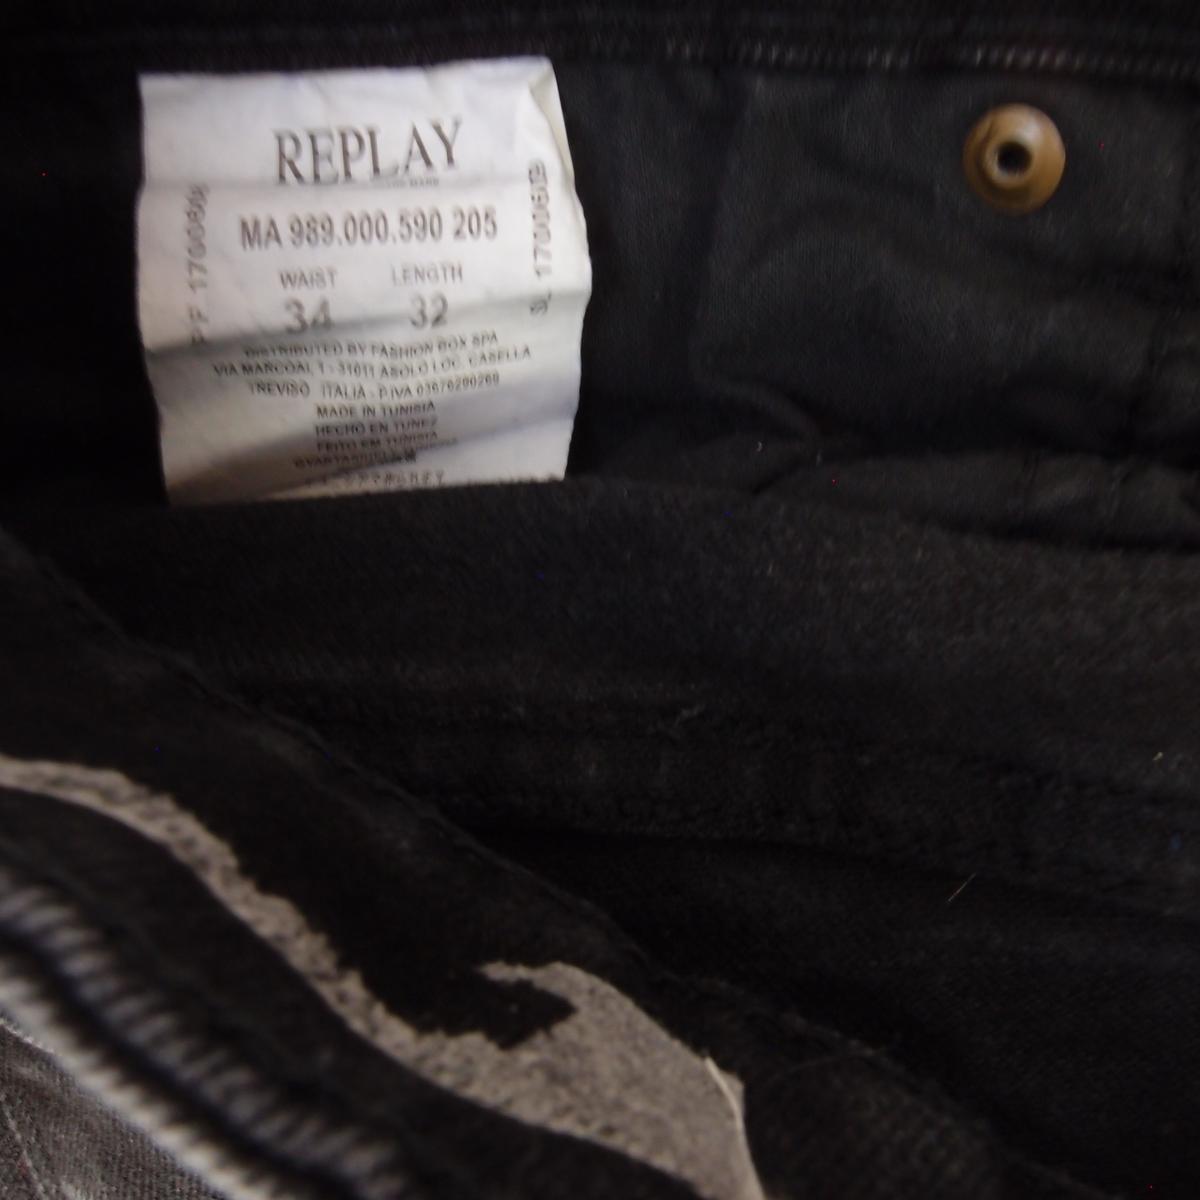 REPLAY
MA 989.000.590 205
WAIST LENGTH
34 32
DISTRIBUTED BY FASHION BOX SPA
VIA MARCOAI, 1 - 31011 ASOLO LOC. CASELLA
TREVISO ITALIA - P.IVA
MADE IN TUNISIA
HECHO EN TUNEZ
FEITO EM TUNISIA